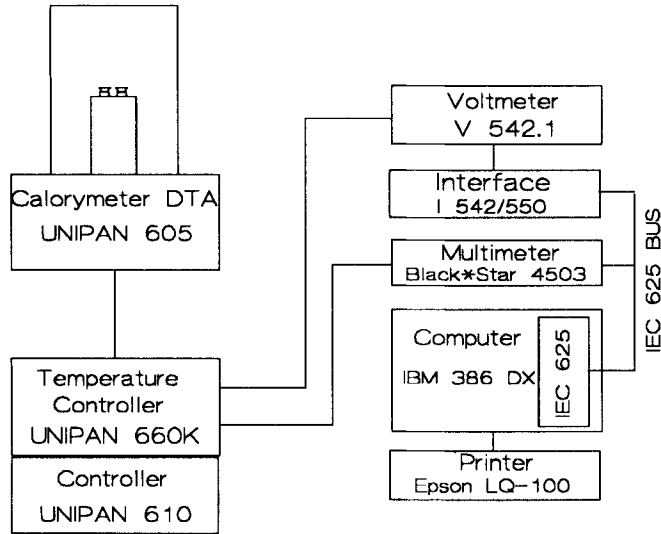 Calorymeter DTA
UNIPAN 605
Temperature
Controller
UNIPAN 660K
Controller
UNIPAN 610
Voltmeter
V 542.1
Interface
I 542/550
Multimeter
Black*Star 4503
Computer
IBM 386 DX
IEC 625
Printer
Epson LQ-100
IEC 625 BUS